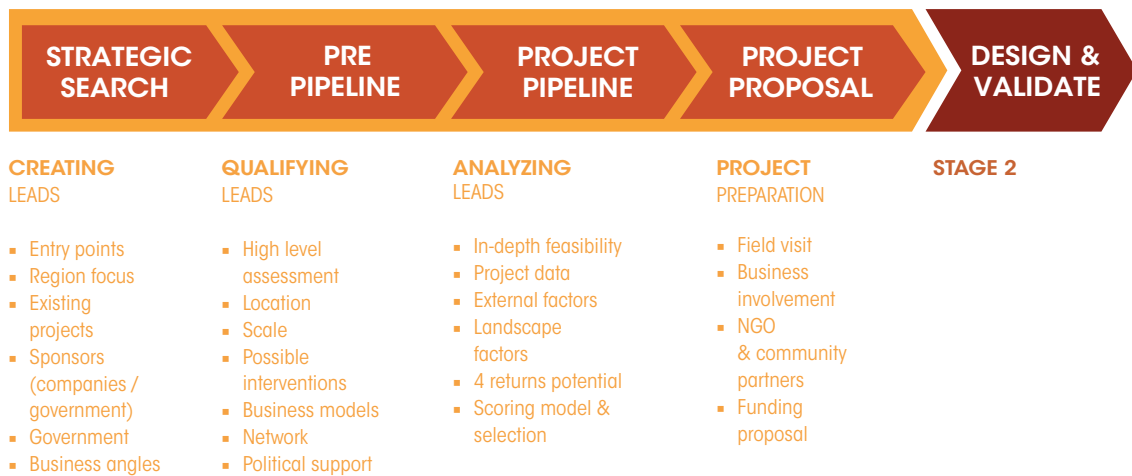 STRATEGIC
SEARCH
PRE
PIPELINE
PROJECT
PIPELINE
PROJECT
PROPOSAL
DESIGN &
VALIDATE
CREATING
LEADS
▪ Entry points
▪ Region focus
▪ Existing
projects
▪ Sponsors
(companies /
government)
▪ Government
▪ Business angles
QUALIFYING
LEADS
▪ High level
assessment
▪ Location
▪ Scale
▪ Possible
interventions
▪ Business models
▪ Network
▪ Political support
ANALYZING
LEADS
▪ In-depth feasibility
▪ Project data
▪ External factors
▪ Landscape
factors
▪ 4 returns potential
▪ Scoring model &
selection
PROJECT
PREPARATION
▪ Field visit
▪ Business
involvement
▪ NGO
& community
partners
▪ Funding
proposal
STAGE 2